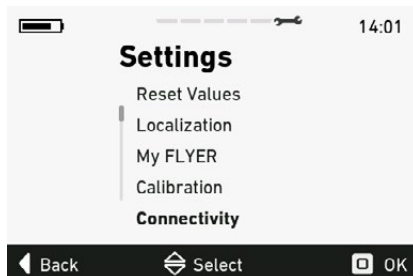 14:01
Settings
Reset Values
Localization
My FLYER
Calibration
Connectivity
Back Select OK